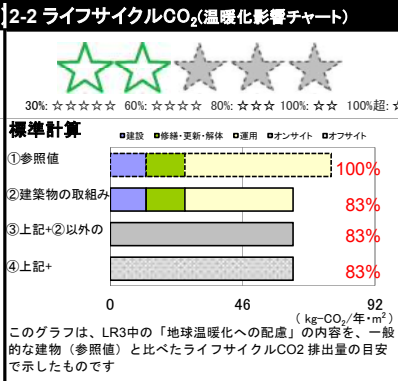 2-2 ライフサイクルCO₂(温暖化影響チャート)
30%: ☆☆☆☆☆ 60%: ☆☆☆☆ 80%: ☆☆☆ 100%: ☆☆ 100%超: ☆
標準計算
建設 修繕・更新・解体 運用 オンサイト オフサイト
①参照値 100%
②建築物の取組み 83%
③上記+②以外の 83%
④上記+ 83%
0 46 92
( kg-CO₂/年・m² )
このグラフは、LR3中の「地球温暖化への配慮」の内容を、一般
的な建物（参照値）と比べたライフサイクルCO2 排出量の目安
で示したものです